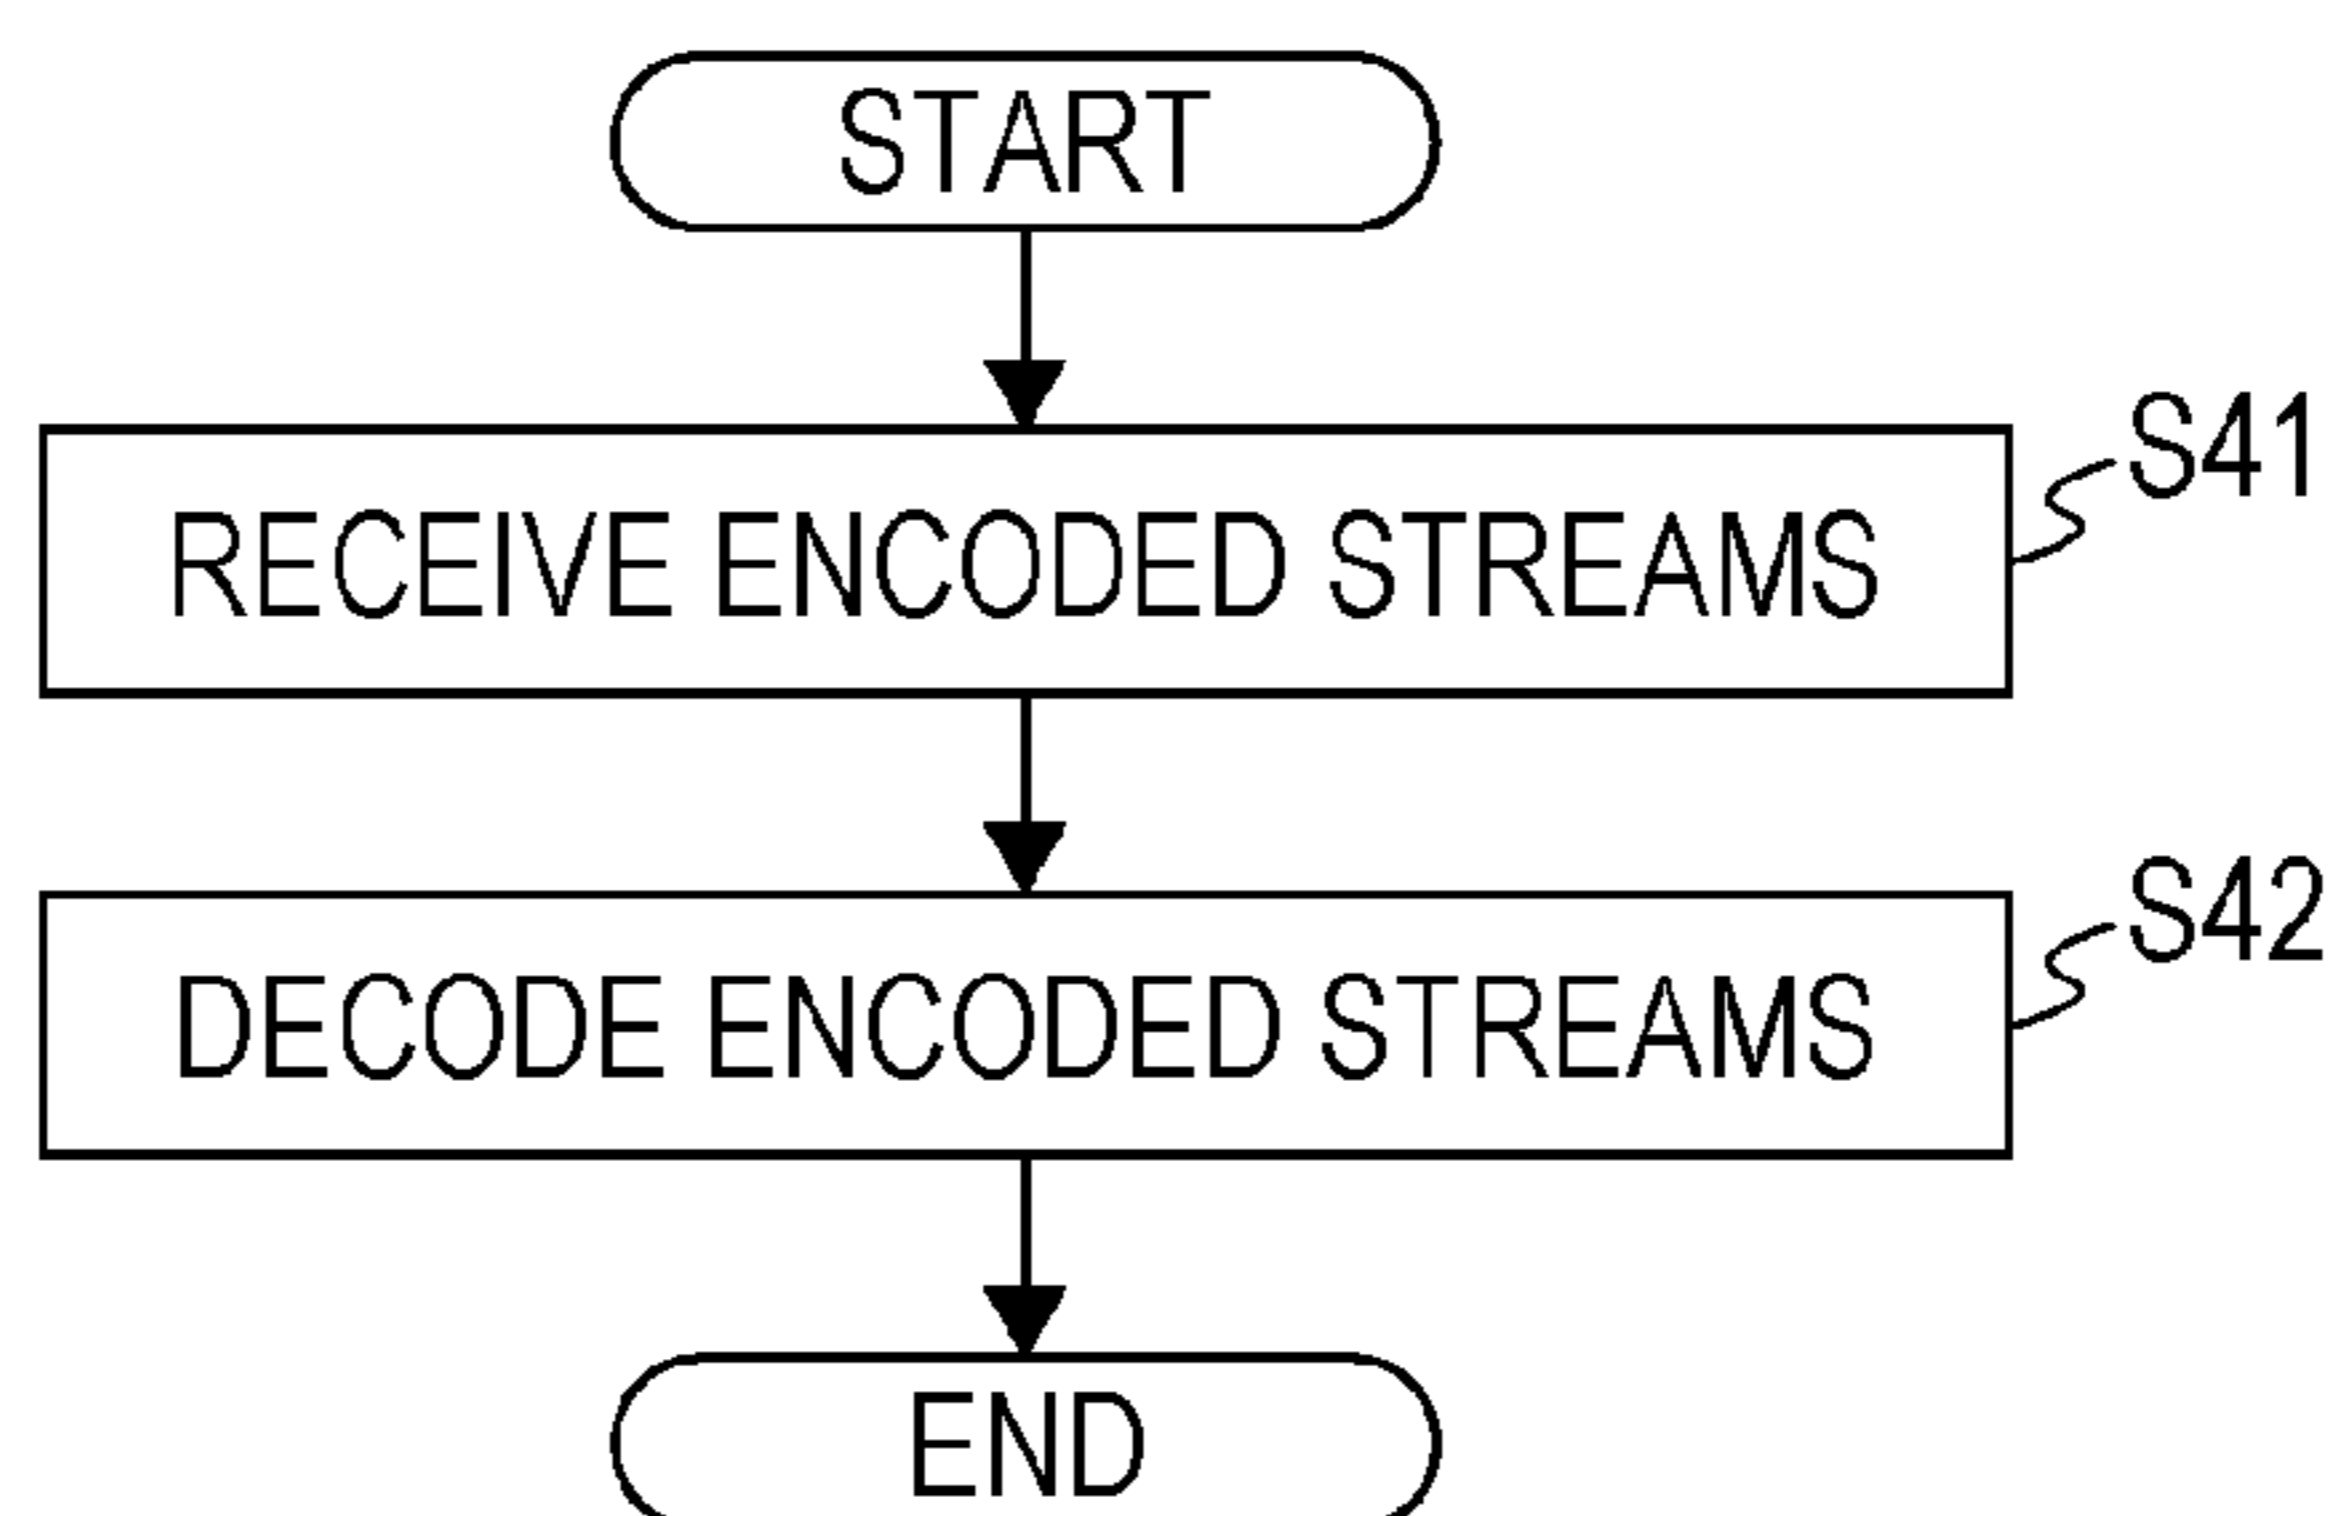 START
RECEIVE ENCODED STREAMS
S41
DECODE ENCODED STREAMS
S42
END